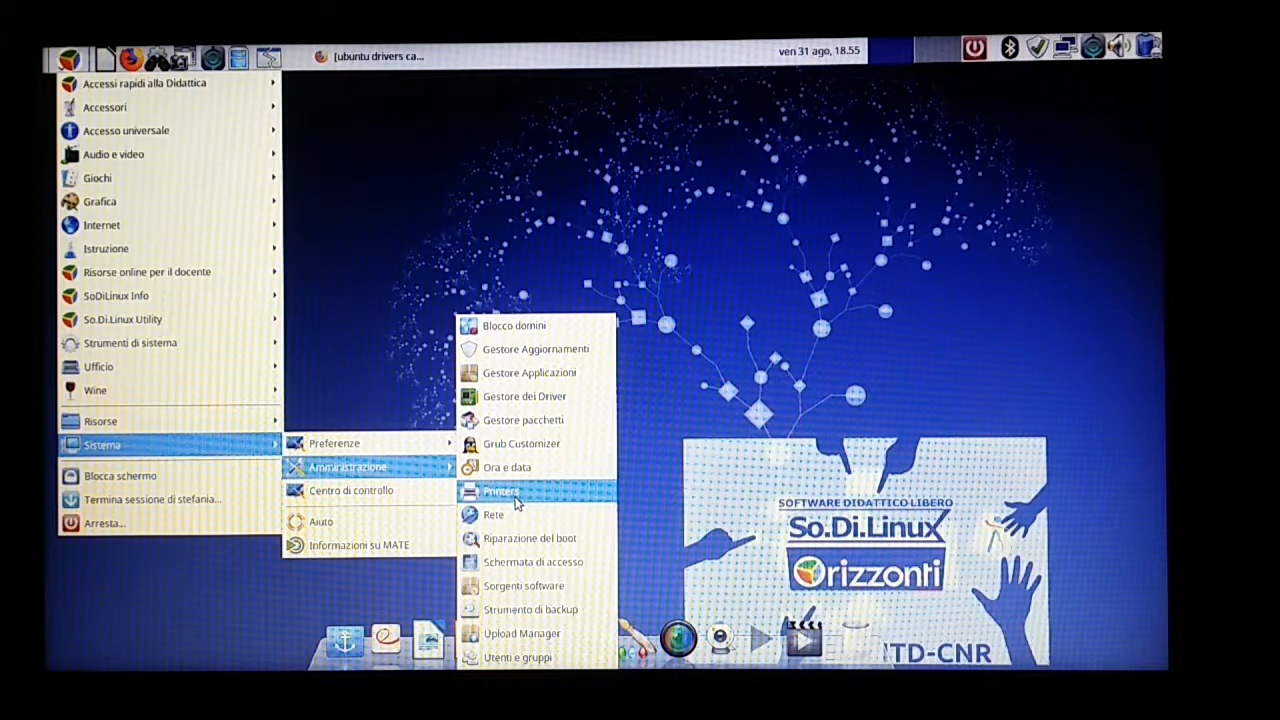 [ubuntu drivers ca...
ven 31 ago, 18.55
Accessi rapidi alla Didattica
Accessori
Accesso universale
Audio e video
Giochi
Grafica
Internet
Istruzione
Risorse online per il docente
SoDiLinux Info
So.Di.Linux Utility
Strumenti di sistema
Ufficio
Wine
Risorse
Sistema
Blocca schermo
Termina sessione di stefania...
Arresta...
Preferenze
Amministrazione
Centro di controllo
Aiuto
Informazioni su MATE
Blocco domini
Gestore Aggiornamenti
Gestore Applicazioni
Gestore dei Driver
Gestore pacchetti
Grub Customizer
Ora e data
Printers
Rete
Riparazione del boot
Schermata di accesso
Sorgenti software
Strumento di backup
Upload Manager
Utenti e gruppi
SOFTWARE DIDATTICO LIBERO
So.Di.Linux
Orizzonti
ITD-CNR